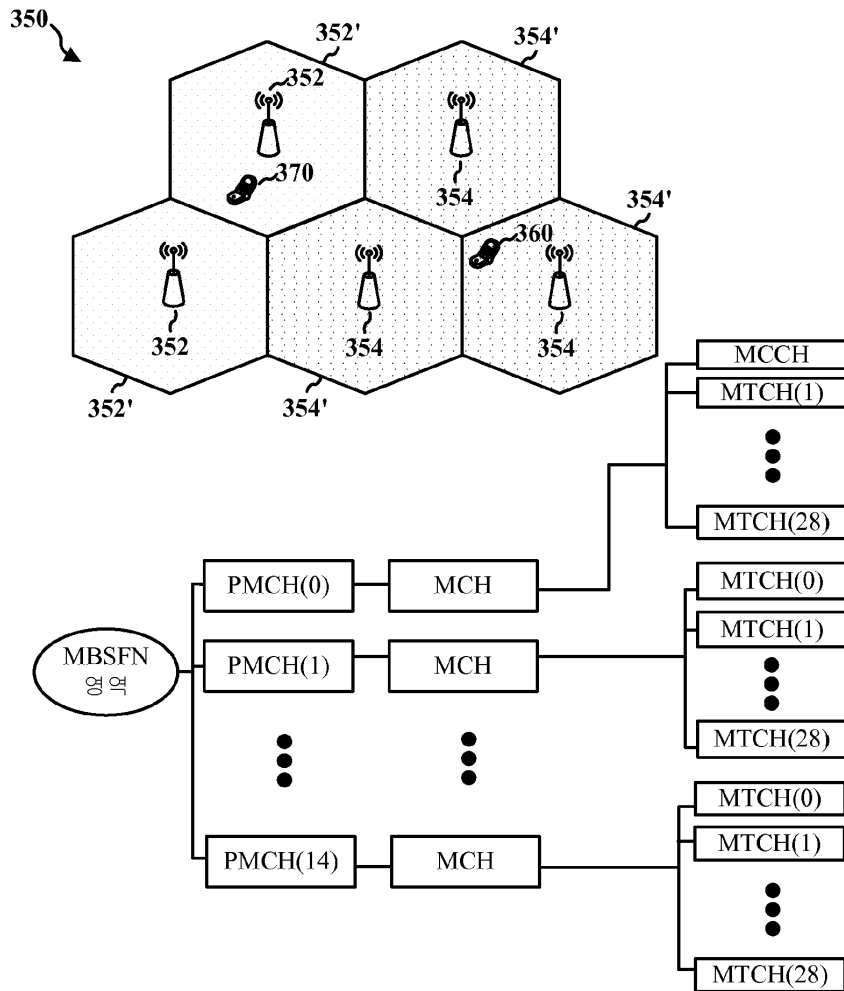 350
352'
354'
352
370
354
354'
360
352
354
354
352'
354'
MCCH
MTCH(1)
MTCH(28)
PMCH(0)
MCH
MTCH(0)
MBSFN
영역
PMCH(1)
MCH
MTCH(1)
MTCH(28)
MTCH(0)
PMCH(14)
MCH
MTCH(1)
MTCH(28)